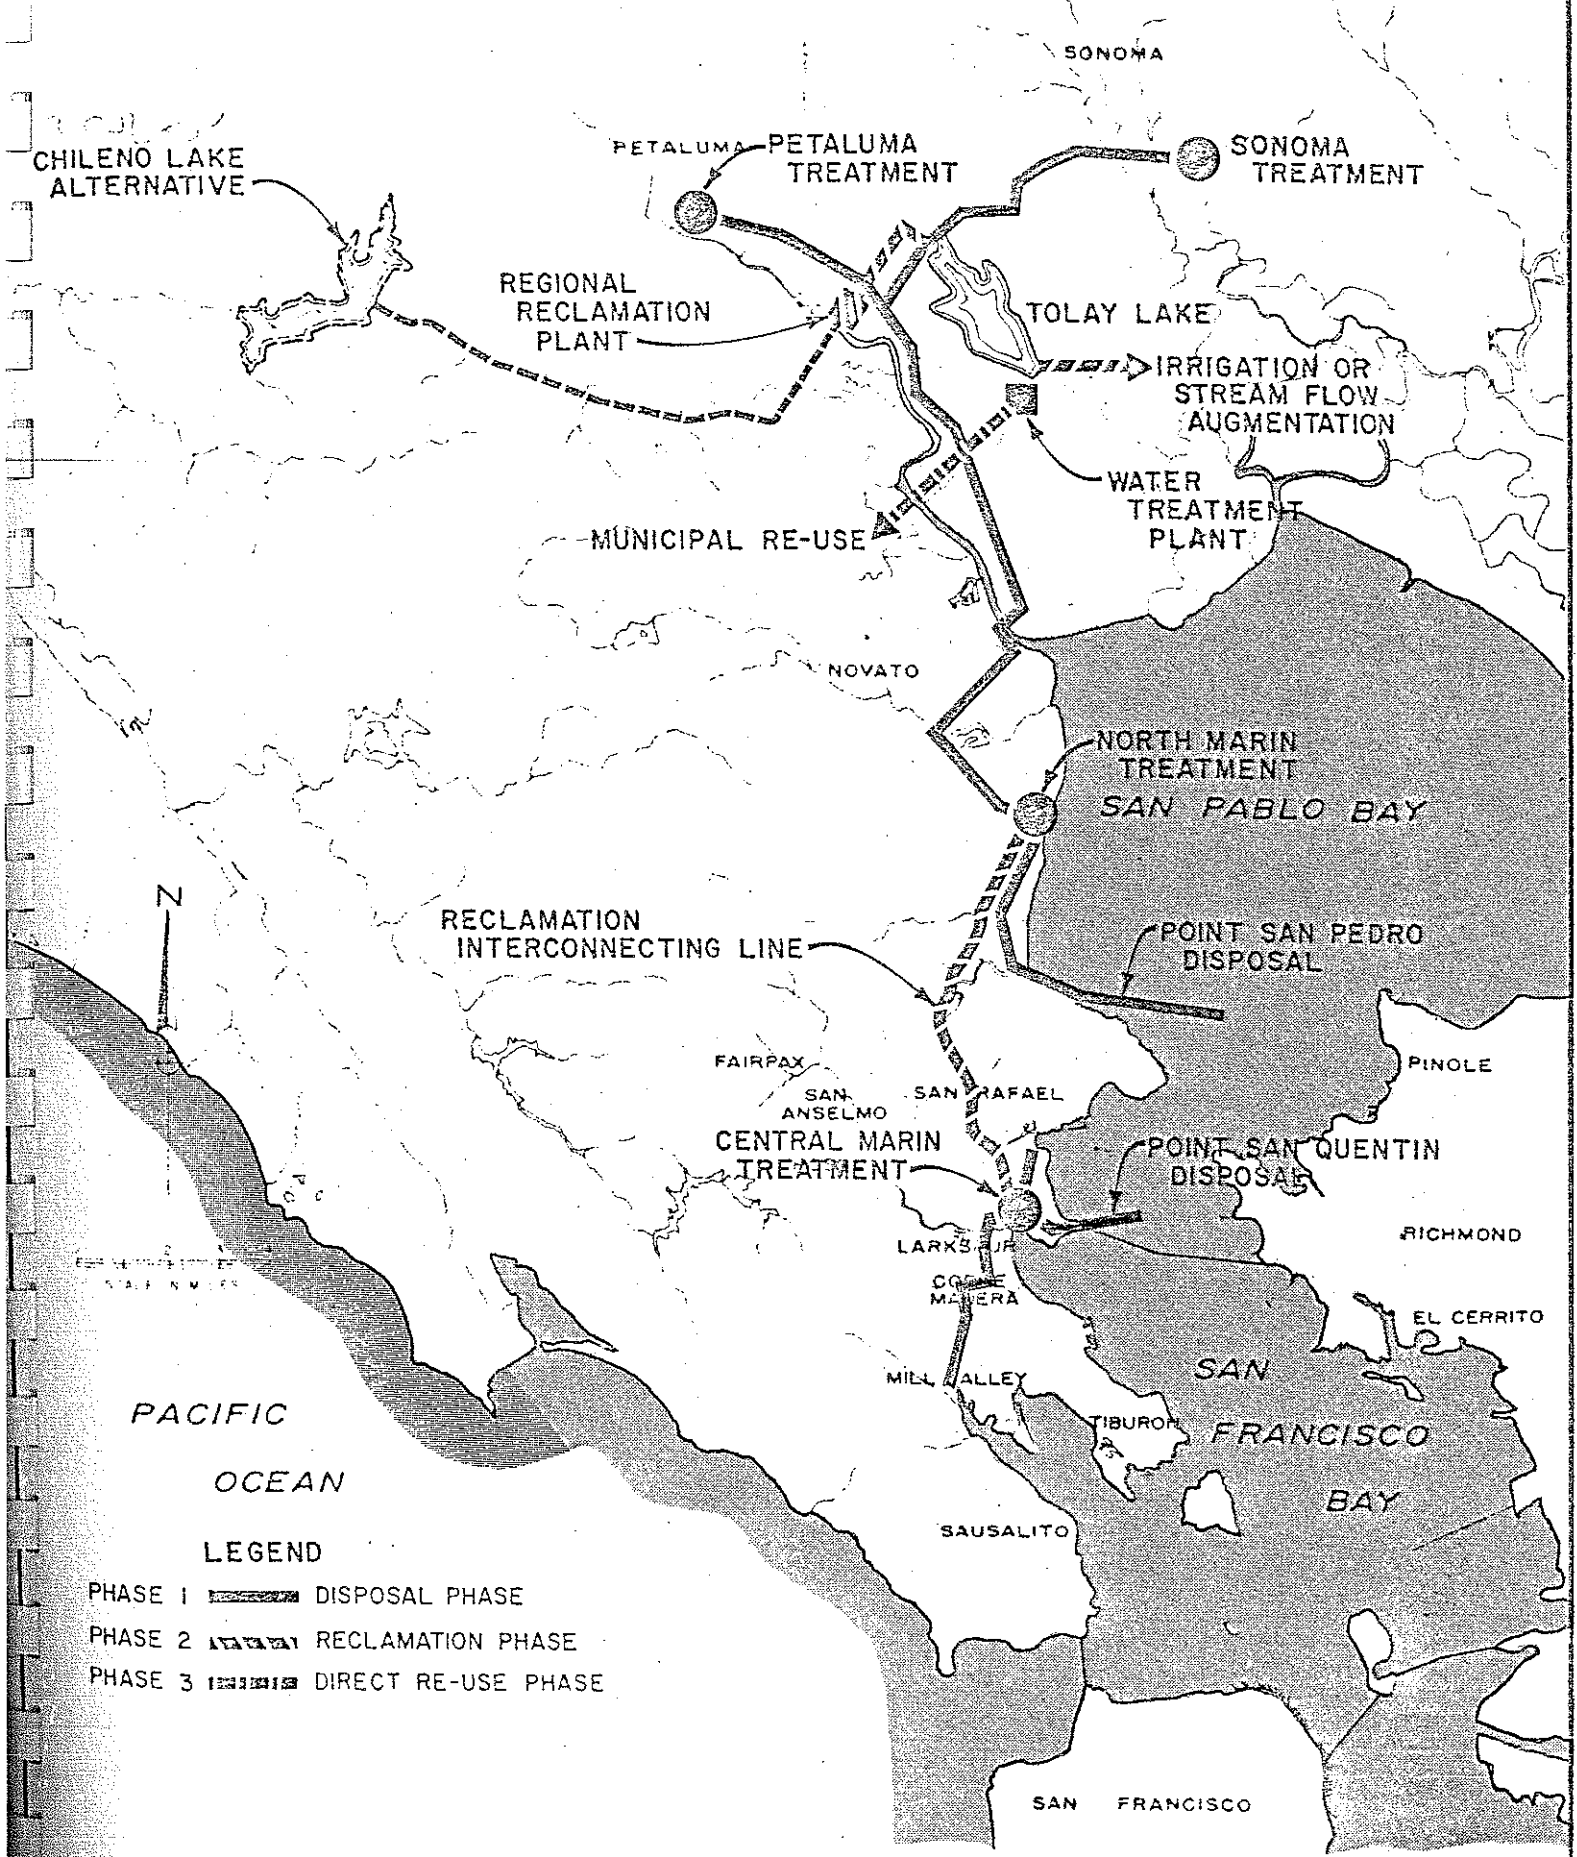 SONOMA
PETALUMA
PETALUMA
TREATMENT
SONOMA
TREATMENT
CHILENO LAKE
ALTERNATIVE
REGIONAL
RECLAMATION
PLANT
TOLAY LAKE
IRRIGATION OR
STREAM FLOW
AUGMENTATION
WATER
TREATMENT
PLANT
MUNICIPAL RE-USE
NOVATO
NORTH MARIN
TREATMENT
SAN PABLO BAY
N
RECLAMATION
INTERCONNECTING LINE
POINT SAN PEDRO
DISPOSAL
PINOLE
FAIRFAX
SAN
ANSELMO
SAN RAFAEL
CENTRAL MARIN
TREATMENT
POINT SAN QUENTIN
DISPOSAL
RICHMOND
LARKSPUR
CORTE
MADERA
SCALE IN MILES
EL CERRITO
MILL VALLEY
TIBURON
SAN
FRANCISCO
BAY
PACIFIC
OCEAN
SAUSALITO
LEGEND
PHASE 1 DISPOSAL PHASE
PHASE 2 RECLAMATION PHASE
PHASE 3 DIRECT RE-USE PHASE
SAN FRANCISCO